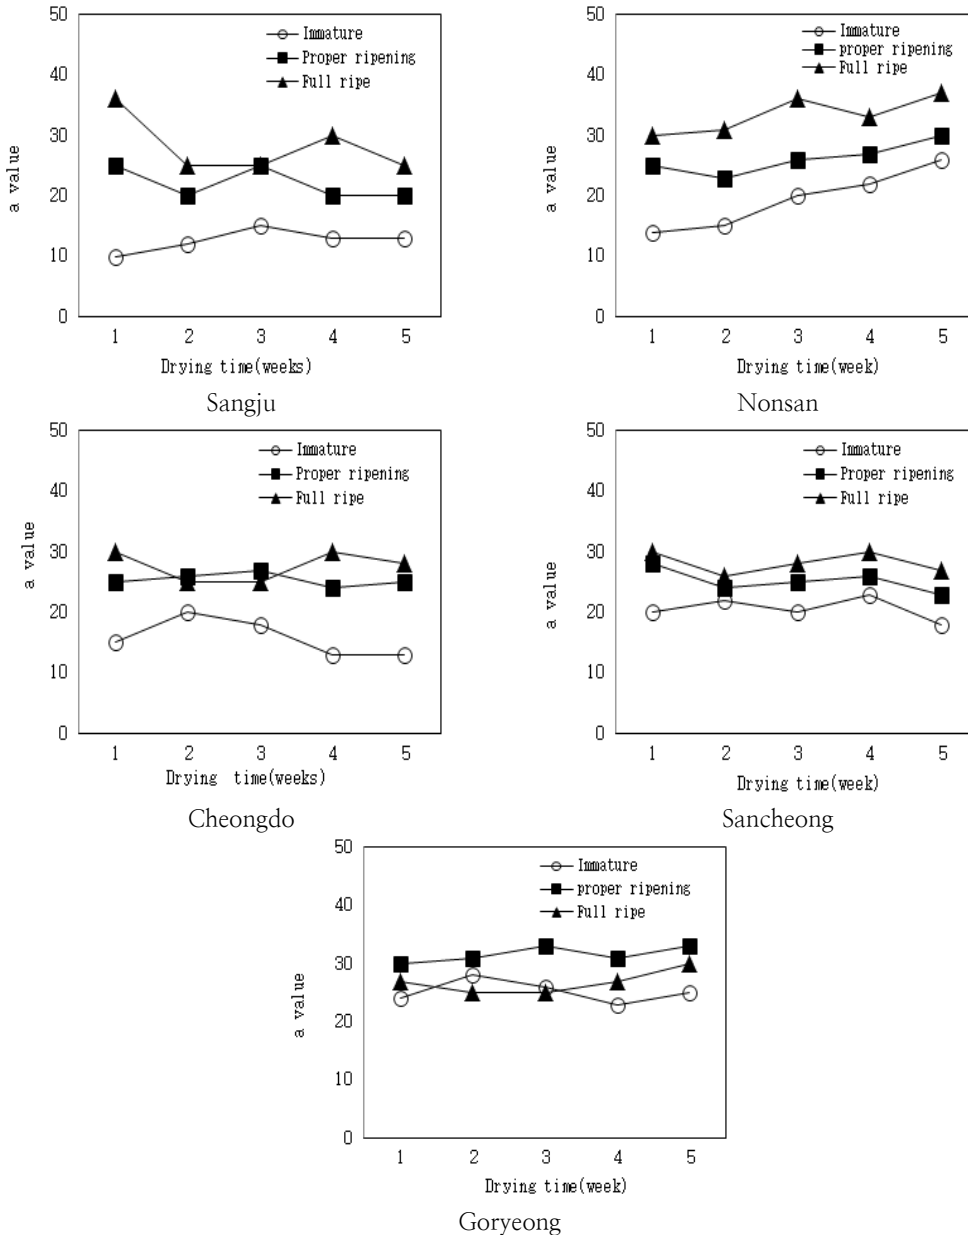 50
40
30
20
10
0
a value
Immature
Proper ripening
Full ripe
1 2 3 4 5
Drying time(weeks)
Sangju
50
40
30
20
10
0
a value
Immature
proper ripening
Full ripe
1 2 3 4 5
Drying time(week)
Nonsan
50
40
30
20
10
0
a value
Immature
Proper ripening
Full ripe
1 2 3 4 5
Drying time(weeks)
Cheongdo
50
40
30
20
10
0
a value
Immature
Proper ripening
Full ripe
1 2 3 4 5
Drying time(week)
Sancheong
50
40
30
20
10
0
a value
Immature
proper ripening
Full ripe
1 2 3 4 5
Drying time(week)
Goryeong